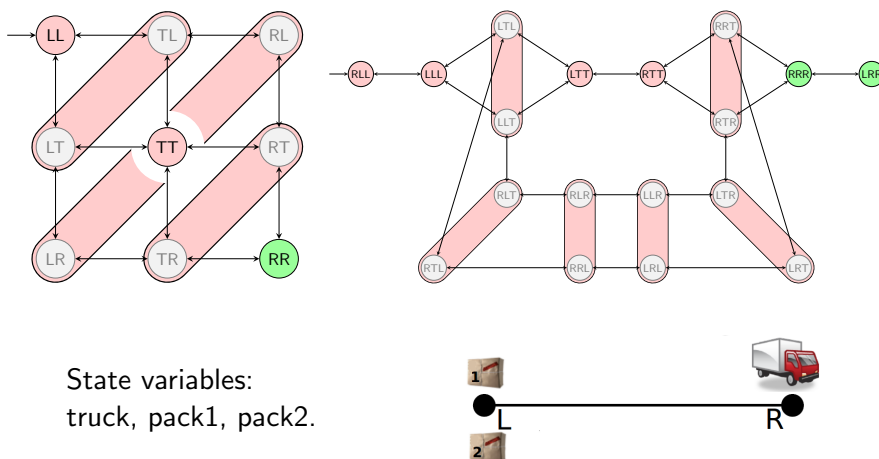 LL TL RL
LT TT RT
LR TR RR
LTL RRT
RLL LLL LTT RTT RRR LRR
LLT RTR
RLT RLR LLR LTR
RTL RRL LRL LRT
State variables:
truck, pack1, pack2.
1
L R
2